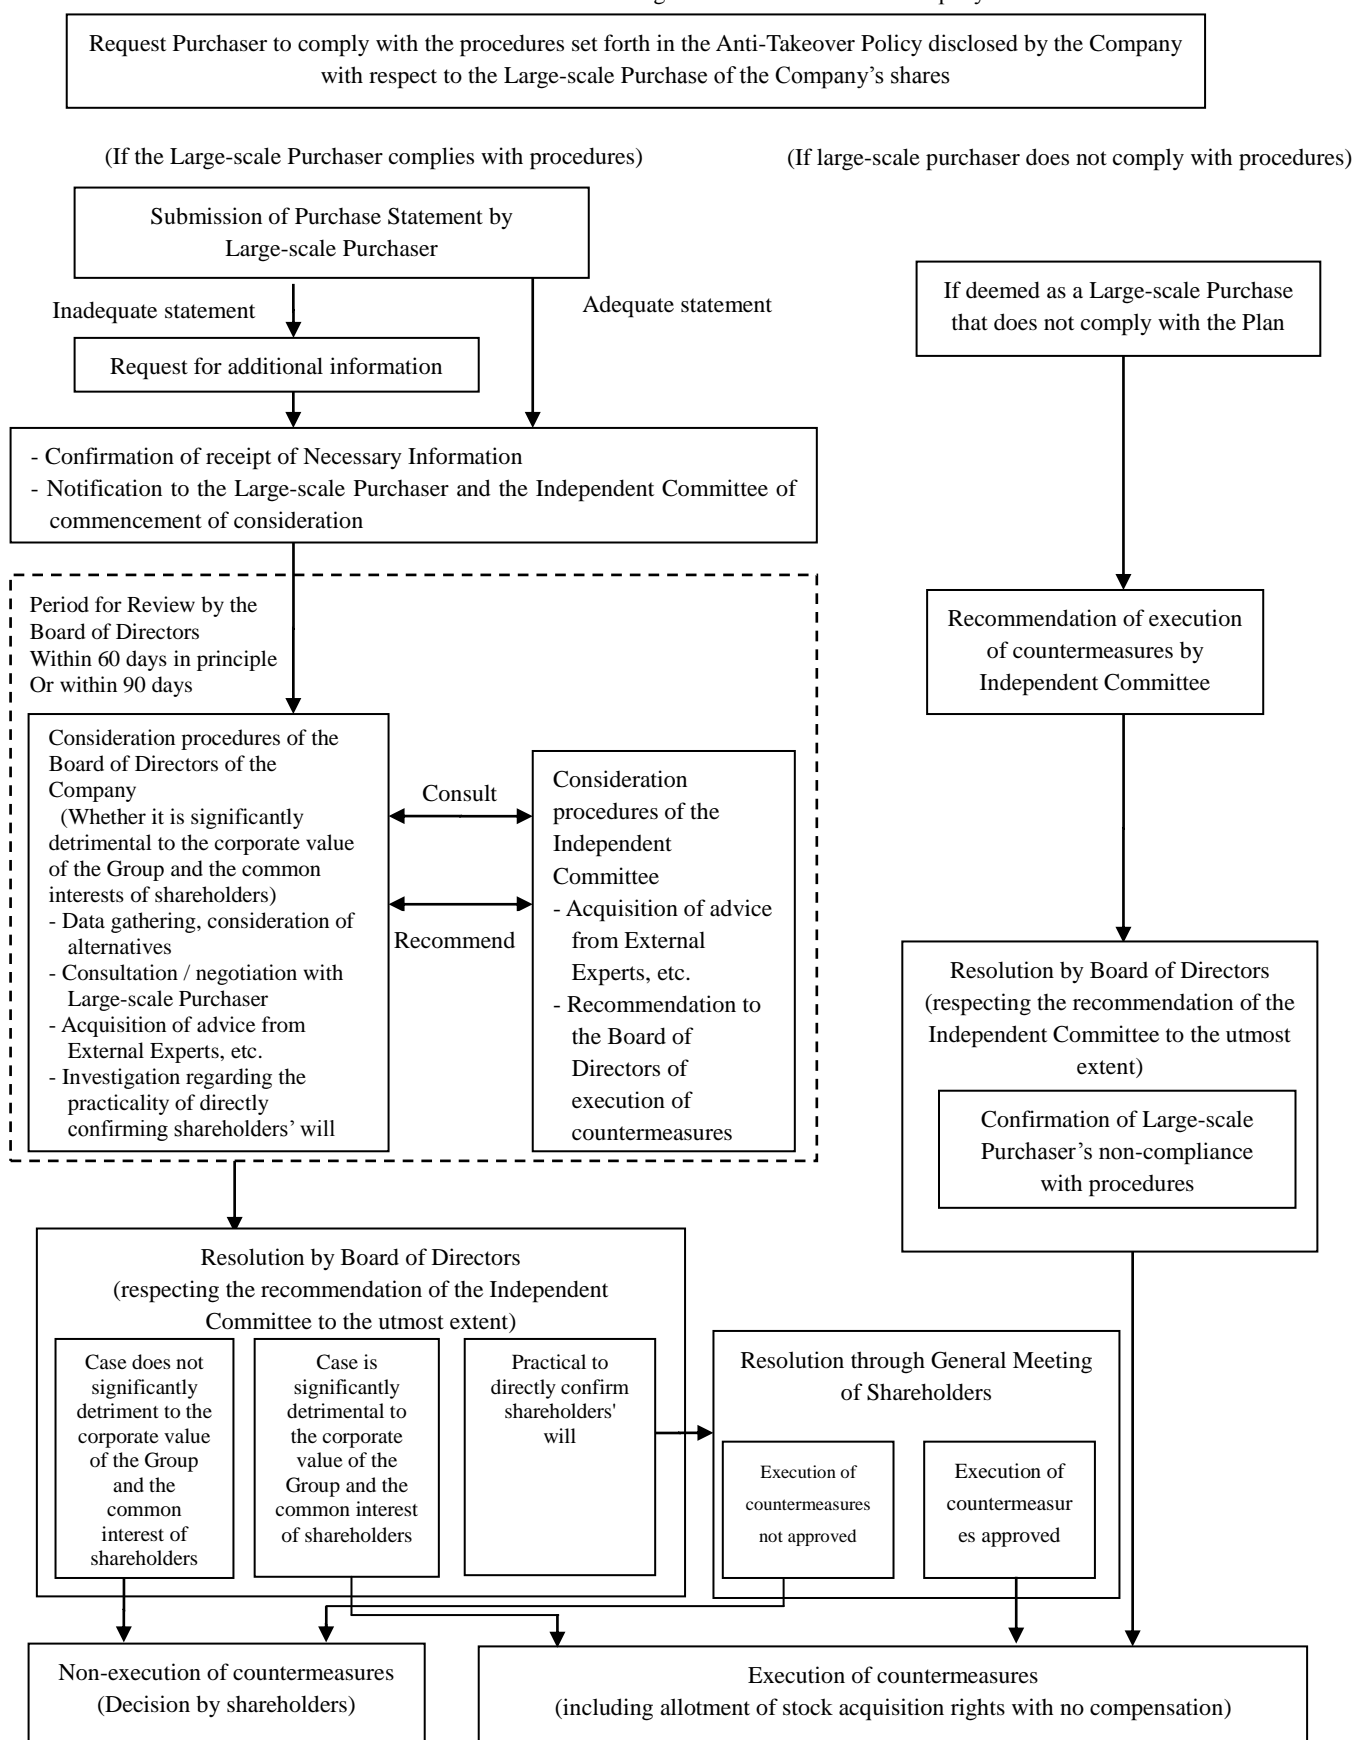 Request Purchaser to comply with the procedures set forth in the Anti-Takeover Policy disclosed by the Company
with respect to the Large-scale Purchase of the Company’s shares
(If the Large-scale Purchaser complies with procedures)
(If large-scale purchaser does not comply with procedures)
Submission of Purchase Statement by
Large-scale Purchaser
Inadequate statement
Adequate statement
Request for additional information
If deemed as a Large-scale Purchase
that does not comply with the Plan
- Confirmation of receipt of Necessary Information
- Notification to the Large-scale Purchaser and the Independent Committee of
commencement of consideration
Period for Review by the
Board of Directors
Within 60 days in principle
Or within 90 days
Recommendation of execution
of countermeasures by
Independent Committee
Consideration procedures of the
Board of Directors of the
Company
(Whether it is significantly
detrimental to the corporate value
of the Group and the common
interests of shareholders)
- Data gathering, consideration of
alternatives
- Consultation / negotiation with
Large-scale Purchaser
- Acquisition of advice from
External Experts, etc.
- Investigation regarding the
practicality of directly
confirming shareholders’ will
Consult
Recommend
Consideration
procedures of the
Independent
Committee
- Acquisition of advice
from External
Experts, etc.
- Recommendation to
the Board of
Directors of
execution of
countermeasures
Resolution by Board of Directors
(respecting the recommendation of the
Independent Committee to the utmost
extent)
Confirmation of Large-scale
Purchaser’s non-compliance
with procedures
Resolution by Board of Directors
(respecting the recommendation of the Independent
Committee to the utmost extent)
Case does not
significantly
detriment to the
corporate value
of the Group
and the
common
interest of
shareholders
Case is
significantly
detrimental to
the corporate
value of the
Group and the
common interest
of shareholders
Practical to
directly confirm
shareholders'
will
Resolution through General Meeting
of Shareholders
Execution of
countermeasures
not approved
Execution of
countermeasur
es approved
Non-execution of countermeasures
(Decision by shareholders)
Execution of countermeasures
(including allotment of stock acquisition rights with no compensation)